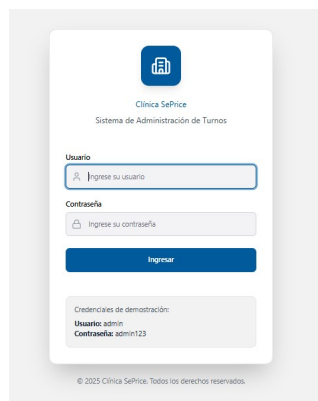 Clínica SePrice
Sistema de Administración de Turnos
Usuario
Ingrese su usuario
Contraseña
Ingrese su contraseña
Ingresar
Credenciales de demostración:
Usuario: admin
Contraseña: admin123
© 2025 Clínica SePrice. Todos los derechos reservados.